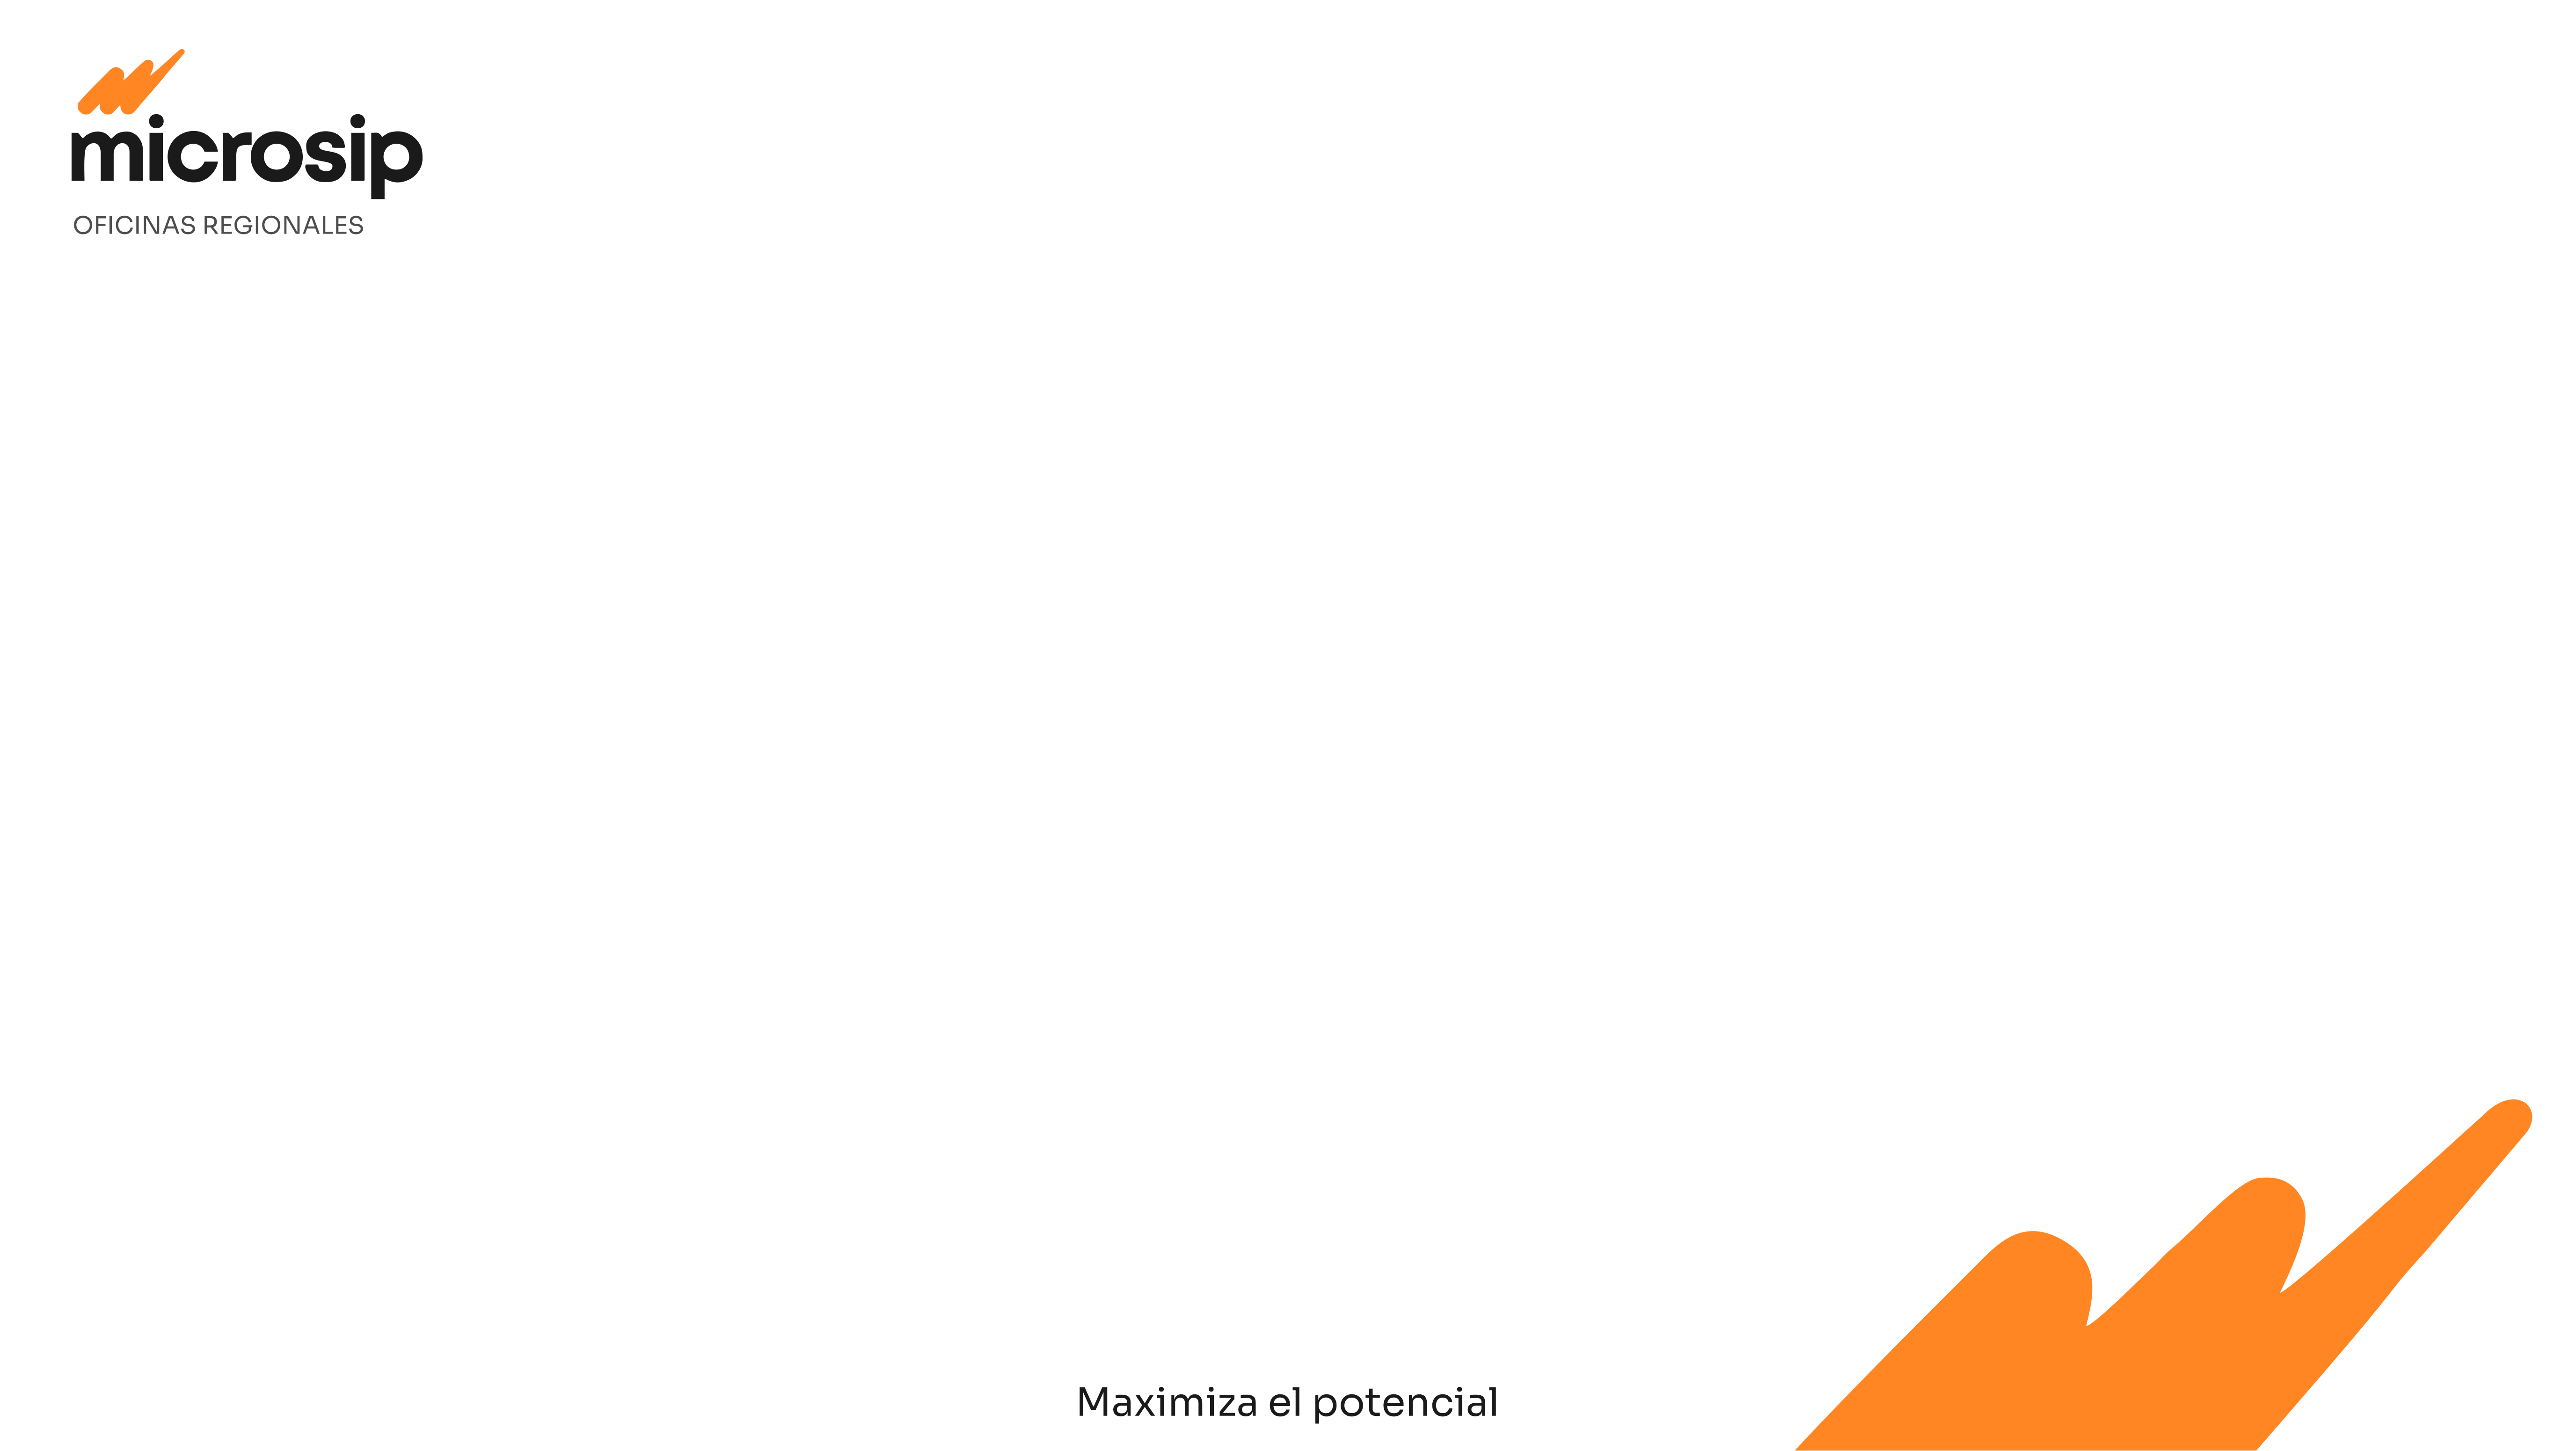 microsip
OFICINAS REGIONALES
Maximiza el potencial